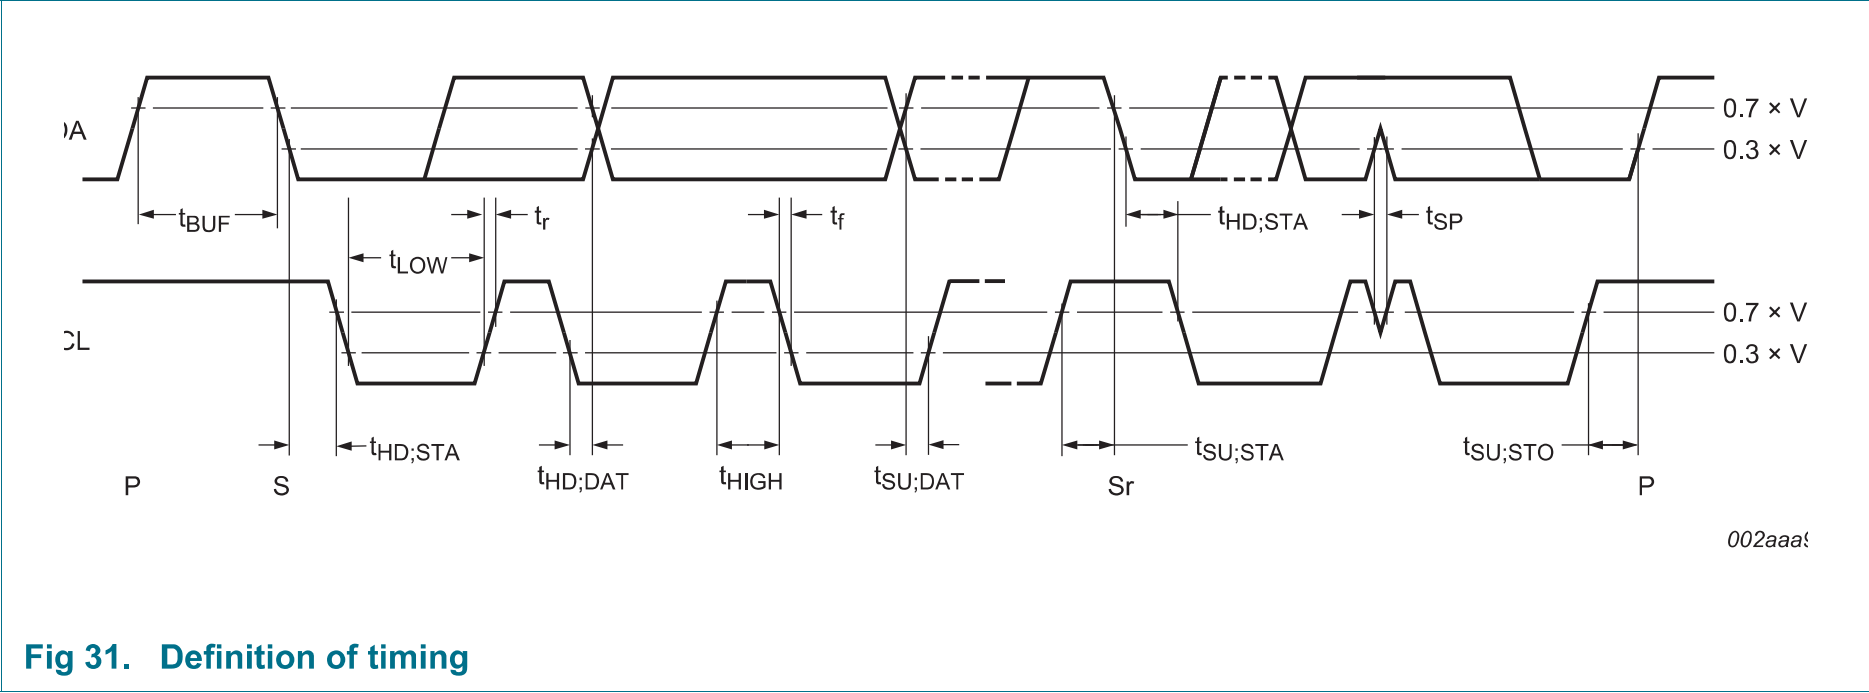 0.7 × V
)A
0.3 × V
tBUF
tr
tf
tHD;STA
tSP
tLOW
0.7 × V
CL
0.3 × V
tHD;STA
tHD;DAT
tHIGH
tSU;DAT
tSU;STA
tSU;STO
P
S
Sr
P
002aaa9
Fig 31. Definition of timing